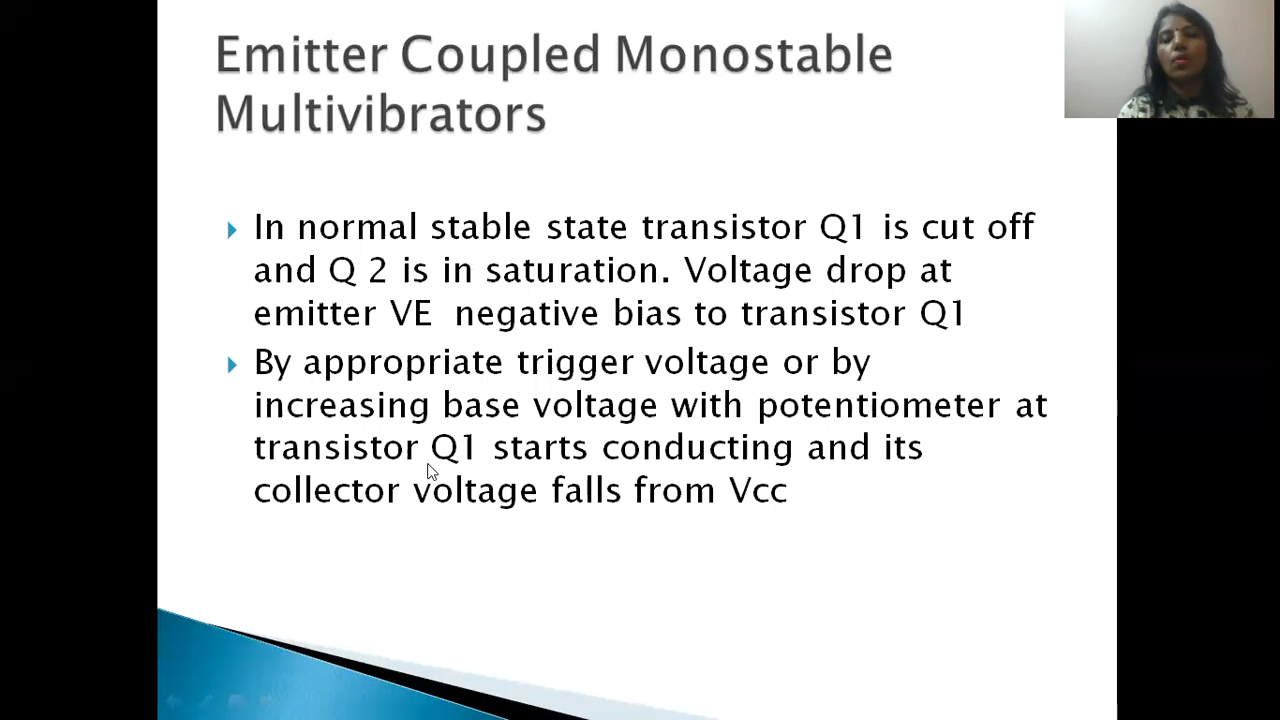 Emitter Coupled Monostable
Multivibrators
In normal stable state transistor Q1 is cut off
and Q 2 is in saturation. Voltage drop at
emitter VE negative bias to transistor Q1
By appropriate trigger voltage or by
increasing base voltage with potentiometer at
transistor Q1 starts conducting and its
collector voltage falls from Vcc